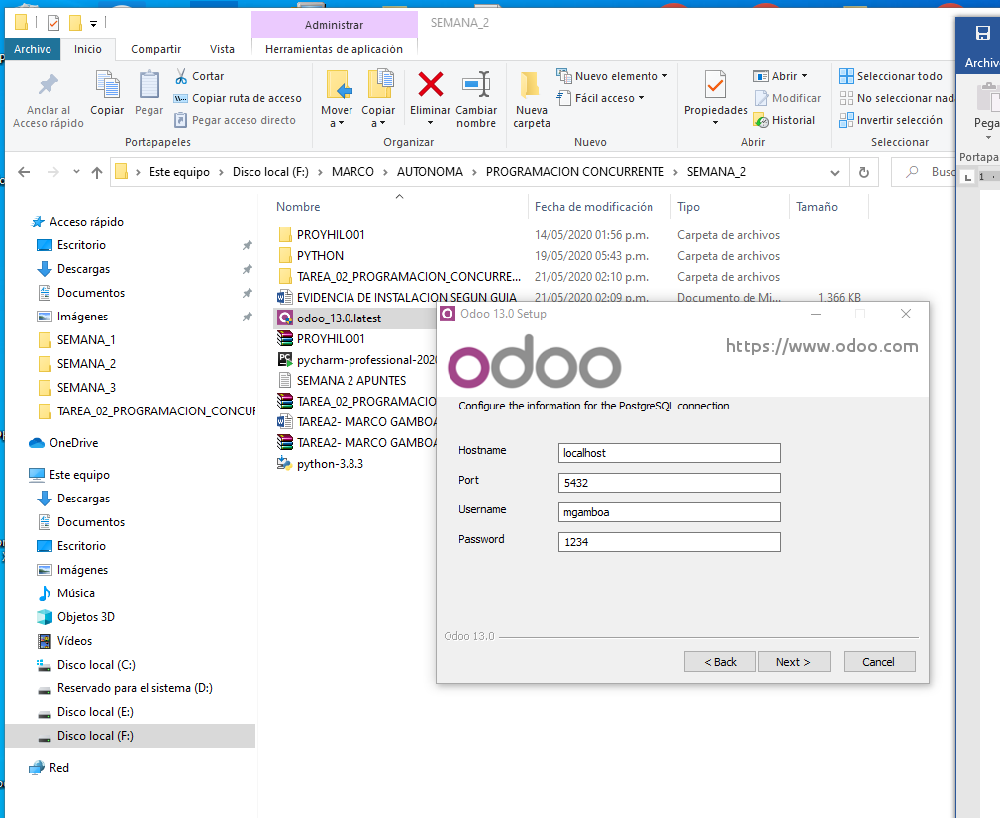 Administrar
SEMANA_2
Archivo
Inicio
Compartir
Vista
Herramientas de aplicación
Anclar al
Acceso rápido
Copiar
Pegar
Cortar
Copiar ruta de acceso
Pegar acceso directo
Portapapeles
Mover
a
Copiar
a
Eliminar
Cambiar
nombre
Organizar
Nueva
carpeta
Nuevo elemento
Fácil acceso
Nuevo
Propiedades
Abrir
Modificar
Historial
Abrir
Seleccionar todo
No seleccionar nad
Invertir selección
Seleccionar
Archiv
Pega
Portapa
L
1
Este equipo
Disco local (F:)
MARCO
AUTONOMA
PROGRAMACION CONCURRENTE
SEMANA_2
Busc
Nombre
Fecha de modificación
Tipo
Tamaño
Acceso rápido
Escritorio
Descargas
Documentos
Imágenes
SEMANA_1
SEMANA_2
SEMANA_3
TAREA_02_PROGRAMACION_CONCUR
OneDrive
Este equipo
Descargas
Documentos
Escritorio
Imágenes
Música
Objetos 3D
Vídeos
Disco local (C:)
Reservado para el sistema (D:)
Disco local (E:)
Disco local (F:)
Red
PROYHILO01 14/05/2020 01:56 p.m. Carpeta de archivos
PYTHON 19/05/2020 05:43 p.m. Carpeta de archivos
TAREA_02_PROGRAMACION_CONCURRE... 21/05/2020 02:10 p.m. Carpeta de archivos
EVIDENCIA DE INSTALACION SEGUN GUIA 21/05/2020 02:09 p.m. Documento de Mi... 1.366 KB
odoo_13.0.latest
PROYHILO01
pycharm-professional-2020
SEMANA 2 APUNTES
TAREA_02_PROGRAMACIO
TAREA2- MARCO GAMBOA
TAREA2- MARCO GAMBOA
python-3.8.3
Odoo 13.0 Setup
odoo
https://www.odoo.com
Configure the information for the PostgreSQL connection
Hostname localhost
Port 5432
Username mgamboa
Password 1234
Odoo 13.0
< Back
Next >
Cancel